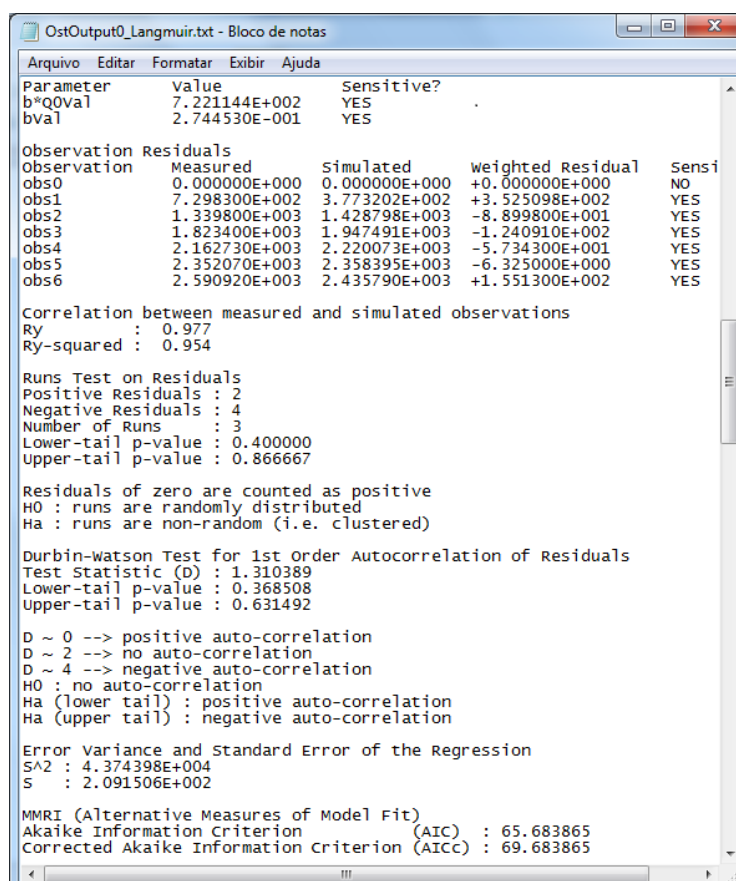 OstOutput0_Langmuir.txt - Bloco de notas
Arquivo Editar Formatar Exibir Ajuda
Parameter Value Sensitive?
b*Q0Val 7.221144E+002 YES .
bVal 2.744530E-001 YES
Observation Residuals
Observation Measured Simulated Weighted Residual Sensi
obs0 0.000000E+000 0.000000E+000 +0.000000E+000 NO
obs1 7.298300E+002 3.773202E+002 +3.525098E+002 YES
obs2 1.339800E+003 1.428798E+003 -8.899800E+001 YES
obs3 1.823400E+003 1.947491E+003 -1.240910E+002 YES
obs4 2.162730E+003 2.220073E+003 -5.734300E+001 YES
obs5 2.352070E+003 2.358395E+003 -6.325000E+000 YES
obs6 2.590920E+003 2.435790E+003 +1.551300E+002 YES
Correlation between measured and simulated observations
Ry : 0.977
Ry-squared : 0.954
Runs Test on Residuals
Positive Residuals : 2
Negative Residuals : 4
Number of Runs : 3
Lower-tail p-value : 0.400000
Upper-tail p-value : 0.866667
Residuals of zero are counted as positive
H0 : runs are randomly distributed
Ha : runs are non-random (i.e. clustered)
Durbin-Watson Test for 1st Order Autocorrelation of Residuals
Test Statistic (D) : 1.310389
Lower-tail p-value : 0.368508
Upper-tail p-value : 0.631492
D ~ 0 --> positive auto-correlation
D ~ 2 --> no auto-correlation
D ~ 4 --> negative auto-correlation
H0 : no auto-correlation
Ha (lower tail) : positive auto-correlation
Ha (upper tail) : negative auto-correlation
Error Variance and Standard Error of the Regression
S^2 : 4.374398E+004
S : 2.091506E+002
MMRI (Alternative Measures of Model Fit)
Akaike Information Criterion (AIC) : 65.683865
Corrected Akaike Information Criterion (AICc) : 69.683865